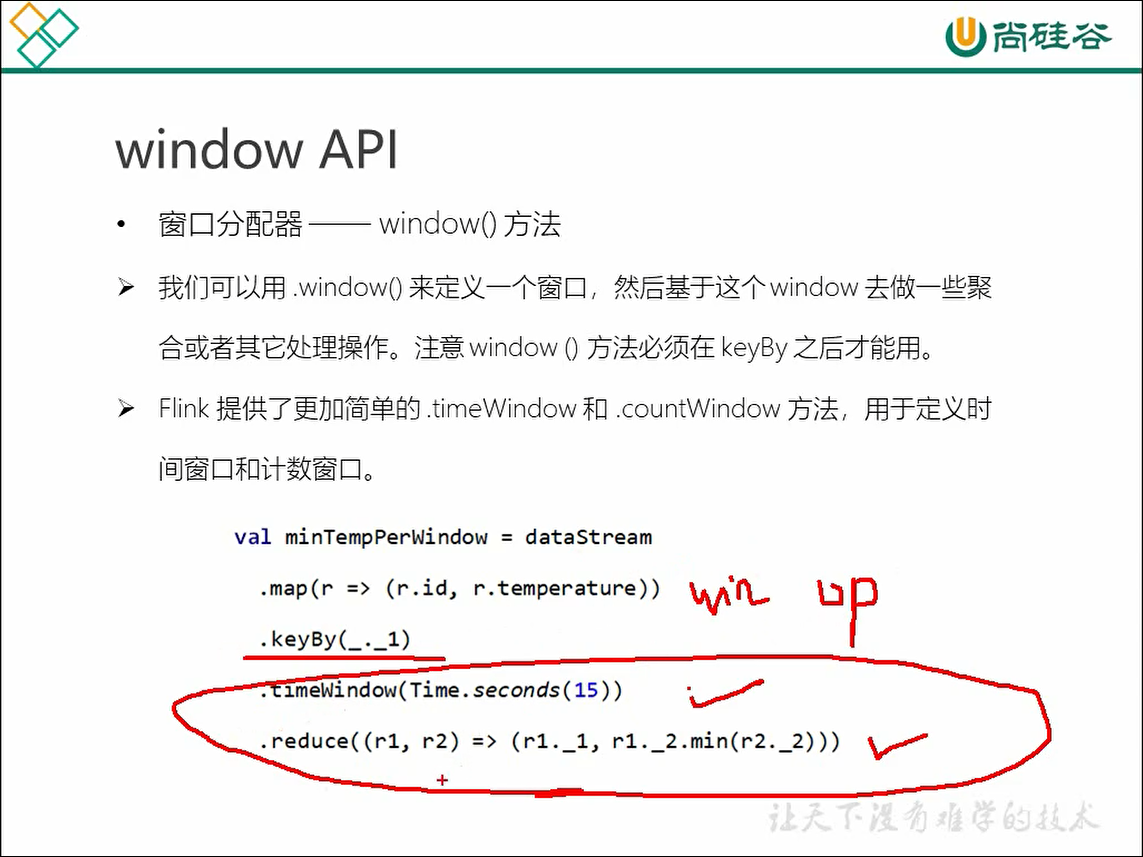 尚硅谷
window API
• 窗口分配器 —— window() 方法
➢ 我们可以用 .window() 来定义一个窗口，然后基于这个 window 去做一些聚
合或者其它处理操作。注意 window () 方法必须在 keyBy 之后才能用。
➢ Flink 提供了更加简单的 .timeWindow 和 .countWindow 方法，用于定义时
间窗口和计数窗口。
val minTempPerWindow = dataStream
.map(r => (r.id, r.temperature)) win op
.keyBy(_._1)
.timeWindow(Time.seconds(15))
.reduce((r1, r2) => (r1._1, r1._2.min(r2._2)))
让天下没有难学的技术